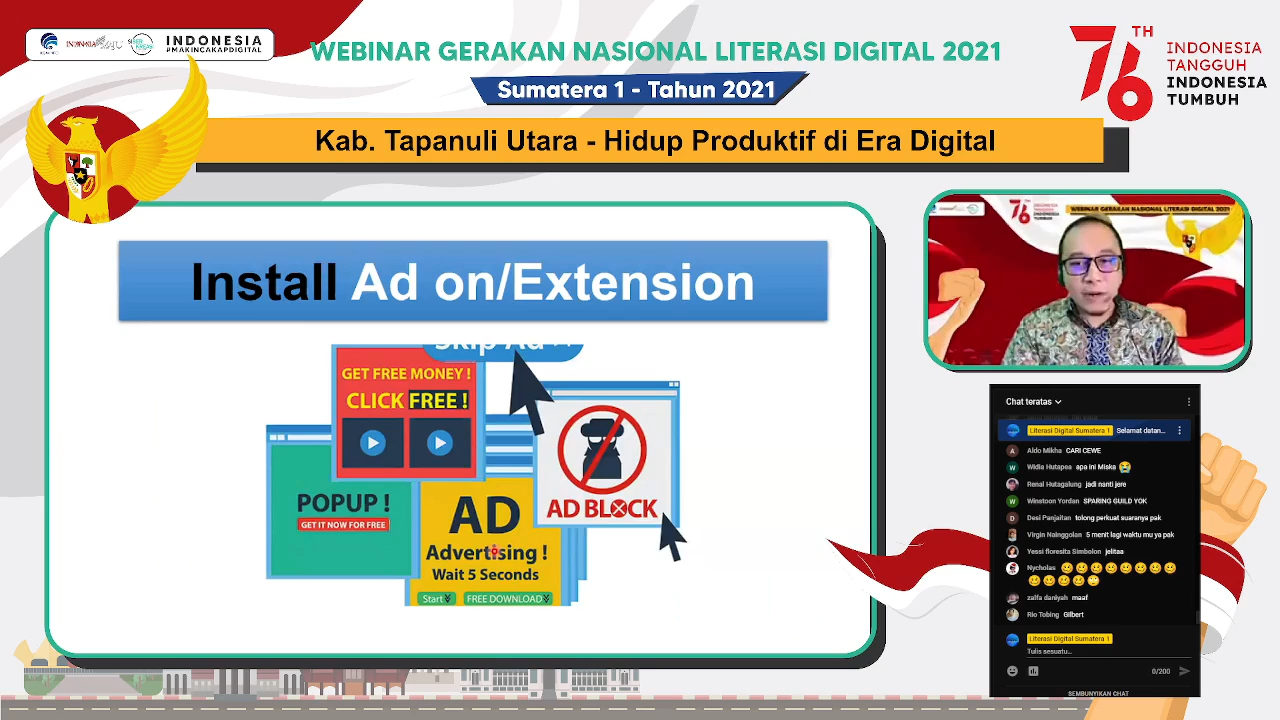 INDONESIA
#MAKINCAKAPDIGITAL
WEBINAR GERAKAN NASIONAL LITERASI DIGITAL 2021
Sumatera 1 - Tahun 2021
Kab. Tapanuli Utara - Hidup Produktif di Era Digital
76TH
INDONESIA
TANGGUH
INDONESIA
TUMBUH
Install Ad on/Extension
Skip Ad
GET FREE MONEY !
CLICK FREE !
POPUP !
GET IT NOW FOR FREE
AD
Advertising !
Wait 5 Seconds
Start
FREE DOWNLOAD
AD BLOCK
WEBINAR GERAKAN NASIONAL LITERASI DIGITAL 2021
Chat teratas
Literasi Digital Sumatera 1 Selamat datan...
Aldo Mikha CARI CEWE
Widia Hutapea apa ini Miska 😭
Renal Hutagalung jadi nanti jere
Winstoon Yordan SPARING GUILD YOK
Desi Panjaitan tolong perkuat suaranya pak
Virgin Nainggolan 5 menit lagi waktu mu ya pak
Yessi floresita Simbolon jelitaa
Nycholas
zalfa daniyah maaf
Rio Tobing Gilbert
Literasi Digital Sumatera 1
Tulis sesuatu...
0/200
SEMBUNYIKAN CHAT